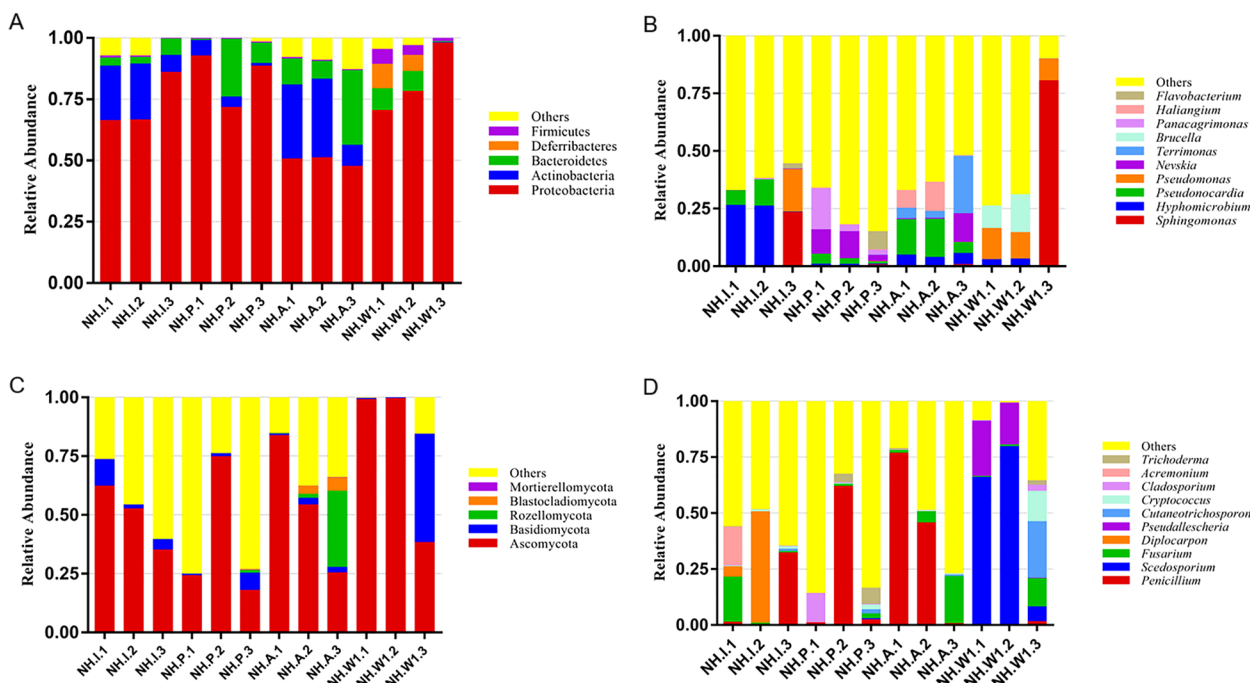 A
Relative Abundance
1.00
0.75
0.50
0.25
0.00
NH.I.1
NH.I.2
NH.I.3
NH.P.1
NH.P.2
NH.P.3
NH.A.1
NH.A.2
NH.A.3
NH.W1.1
NH.W1.2
NH.W1.3
Others
Firmicutes
Deferribacteres
Bacteroidetes
Actinobacteria
Proteobacteria
B
Relative Abundance
1.00
0.75
0.50
0.25
0.00
NH.I.1
NH.I.2
NH.I.3
NH.P.1
NH.P.2
NH.P.3
NH.A.1
NH.A.2
NH.A.3
NH.W1.1
NH.W1.2
NH.W1.3
Others
Flavobacterium
Haliangium
Panacagrimonas
Brucella
Terrimonas
Nevskia
Pseudomonas
Pseudonocardia
Hyphomicrobium
Sphingomonas
C
Relative Abundance
1.00
0.75
0.50
0.25
0.00
NH.I.1
NH.I.2
NH.I.3
NH.P.1
NH.P.2
NH.P.3
NH.A.1
NH.A.2
NH.A.3
NH.W1.1
NH.W1.2
NH.W1.3
Others
Mortierellomycota
Blastocladiomycota
Rozellomycota
Basidiomycota
Ascomycota
D
Relative Abundance
1.00
0.75
0.50
0.25
0.00
NH.I.1
NH.I.2
NH.I.3
NH.P.1
NH.P.2
NH.P.3
NH.A.1
NH.A.2
NH.A.3
NH.W1.1
NH.W1.2
NH.W1.3
Others
Trichoderma
Acremonium
Cladosporium
Cryptococcus
Cutaneotrichosporon
Pseudallescheria
Diplocarpon
Fusarium
Scedosporium
Penicillium